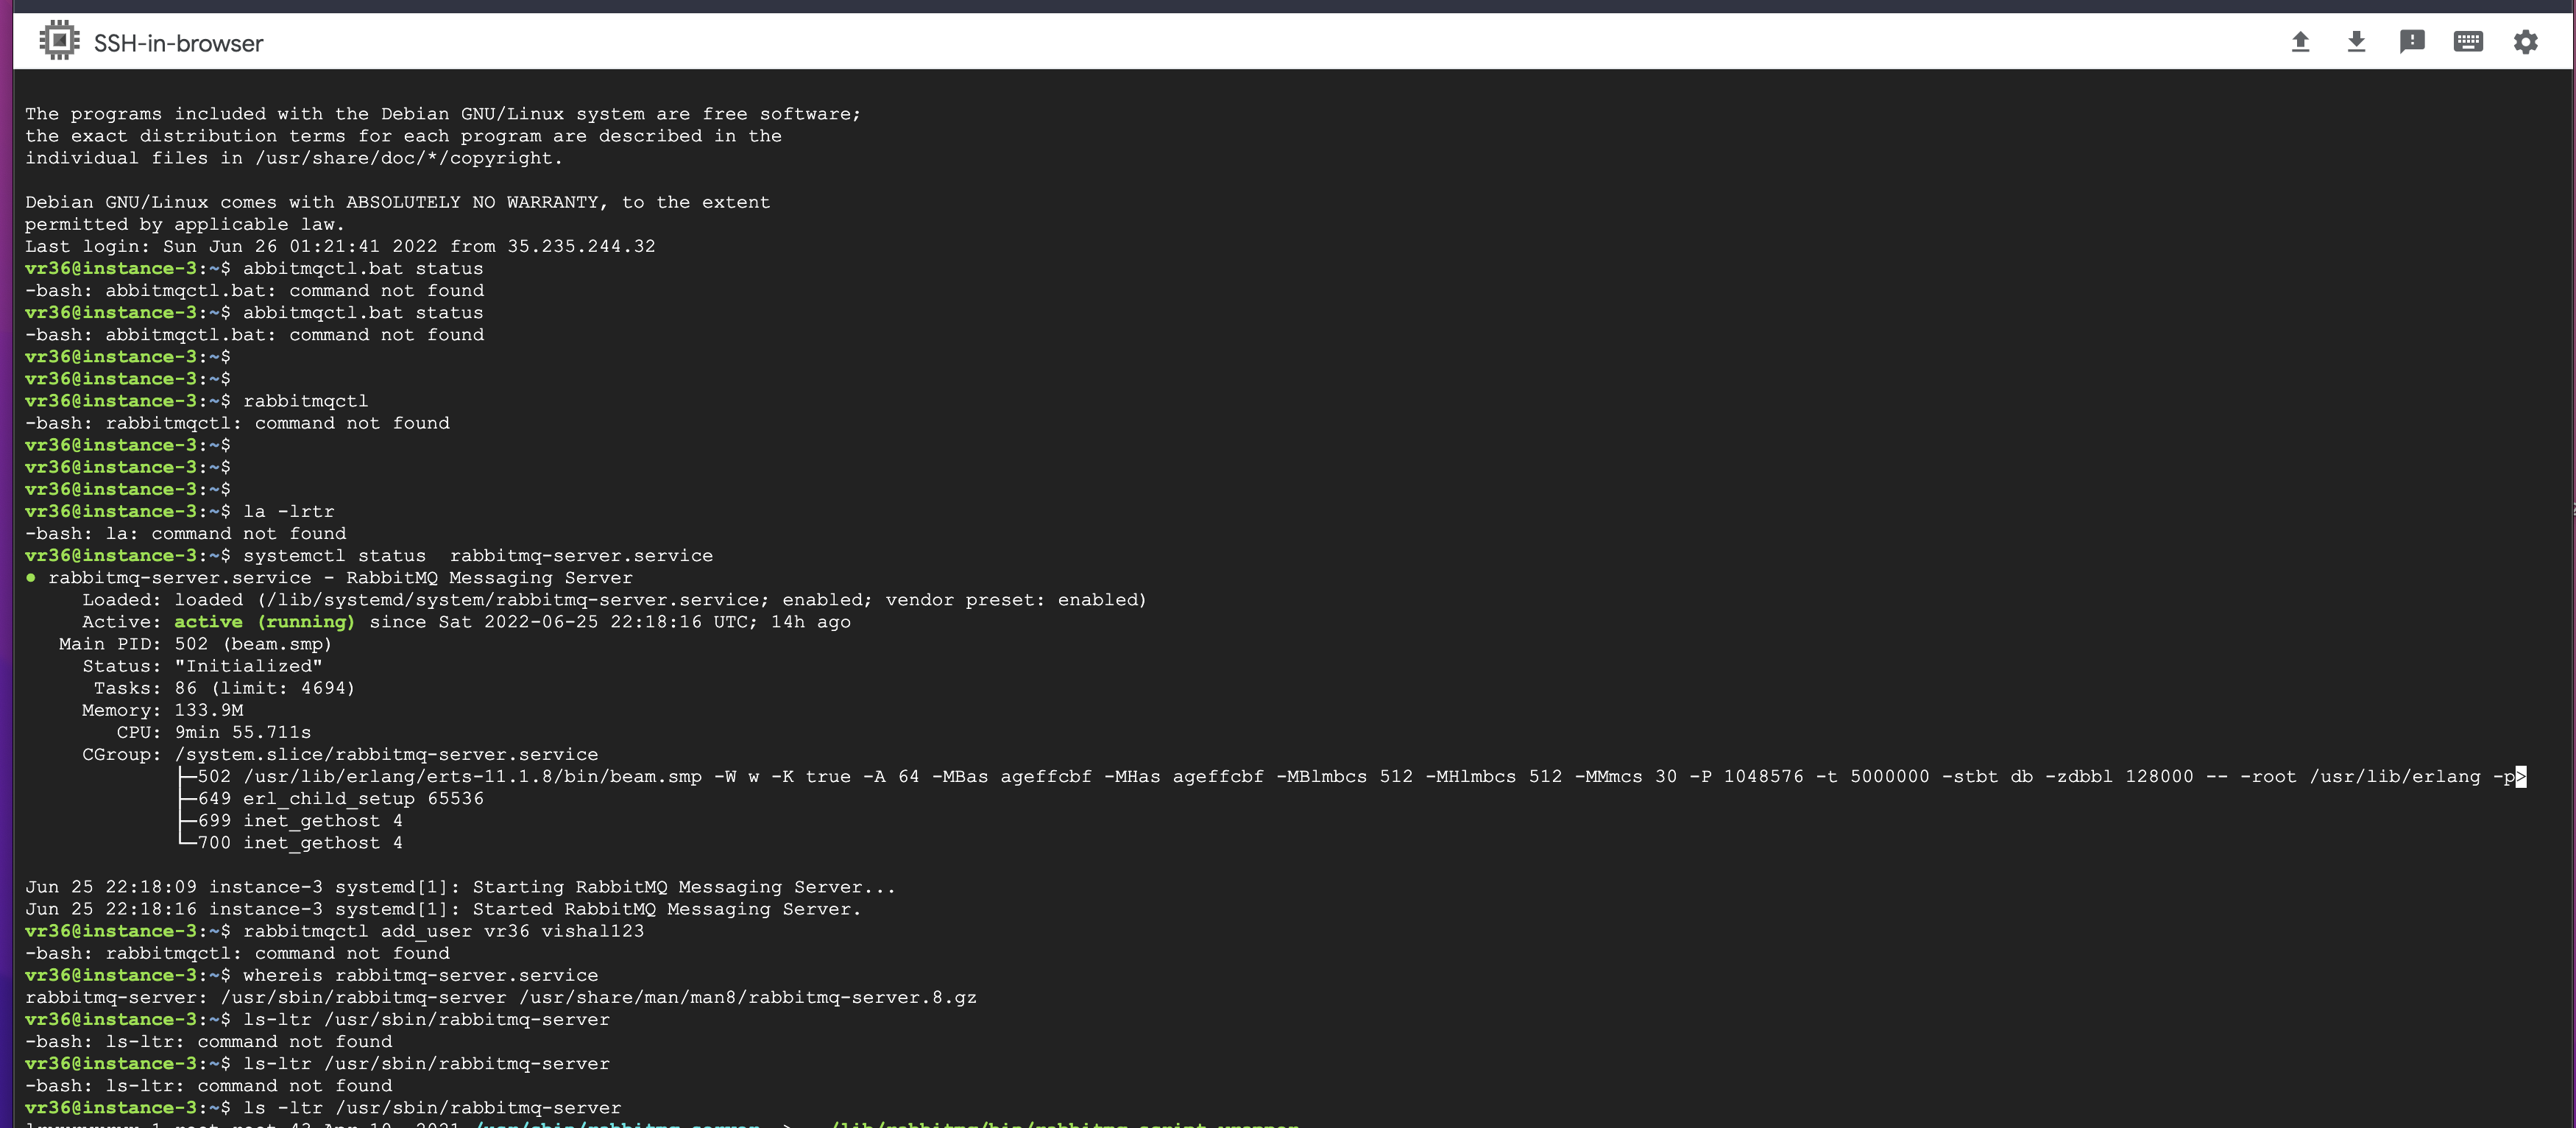 SSH-in-browser
The programs included with the Debian GNU/Linux system are free software;
the exact distribution terms for each program are described in the
individual files in /usr/share/doc/*/copyright.
Debian GNU/Linux comes with ABSOLUTELY NO WARRANTY, to the extent
permitted by applicable law.
Last login: Sun Jun 26 01:21:41 2022 from 35.235.244.32
vr36@instance-3:~$ abbitmqctl.bat status
-bash: abbitmqctl.bat: command not found
vr36@instance-3:~$ abbitmqctl.bat status
-bash: abbitmqctl.bat: command not found
vr36@instance-3:~$
vr36@instance-3:~$
vr36@instance-3:~$ rabbitmqctl
-bash: rabbitmqctl: command not found
vr36@instance-3:~$
vr36@instance-3:~$
vr36@instance-3:~$
vr36@instance-3:~$ la -lrtr
-bash: la: command not found
vr36@instance-3:~$ systemctl status  rabbitmq-server.service
● rabbitmq-server.service - RabbitMQ Messaging Server
Loaded: loaded (/lib/systemd/system/rabbitmq-server.service; enabled; vendor preset: enabled)
Active: active (running) since Sat 2022-06-25 22:18:16 UTC; 14h ago
Main PID: 502 (beam.smp)
Status: "Initialized"
Tasks: 86 (limit: 4694)
Memory: 133.9M
CPU: 9min 55.711s
CGroup: /system.slice/rabbitmq-server.service
├─502 /usr/lib/erlang/erts-11.1.8/bin/beam.smp -W w -K true -A 64 -MBas ageffcbf -MHas ageffcbf -MBlmbcs 512 -MHlmbcs 512 -MMmcs 30 -P 1048576 -t 5000000 -stbt db -zdbbl 128000 -- -root /usr/lib/erlang -p>
├─649 erl_child_setup 65536
├─699 inet_gethost 4
└─700 inet_gethost 4
Jun 25 22:18:09 instance-3 systemd[1]: Starting RabbitMQ Messaging Server...
Jun 25 22:18:16 instance-3 systemd[1]: Started RabbitMQ Messaging Server.
vr36@instance-3:~$ rabbitmqctl add_user vr36 vishal123
-bash: rabbitmqctl: command not found
vr36@instance-3:~$ whereis rabbitmq-server.service
rabbitmq-server: /usr/sbin/rabbitmq-server /usr/share/man/man8/rabbitmq-server.8.gz
vr36@instance-3:~$ ls-ltr /usr/sbin/rabbitmq-server
-bash: ls-ltr: command not found
vr36@instance-3:~$ ls-ltr /usr/sbin/rabbitmq-server
-bash: ls-ltr: command not found
vr36@instance-3:~$ ls -ltr /usr/sbin/rabbitmq-server